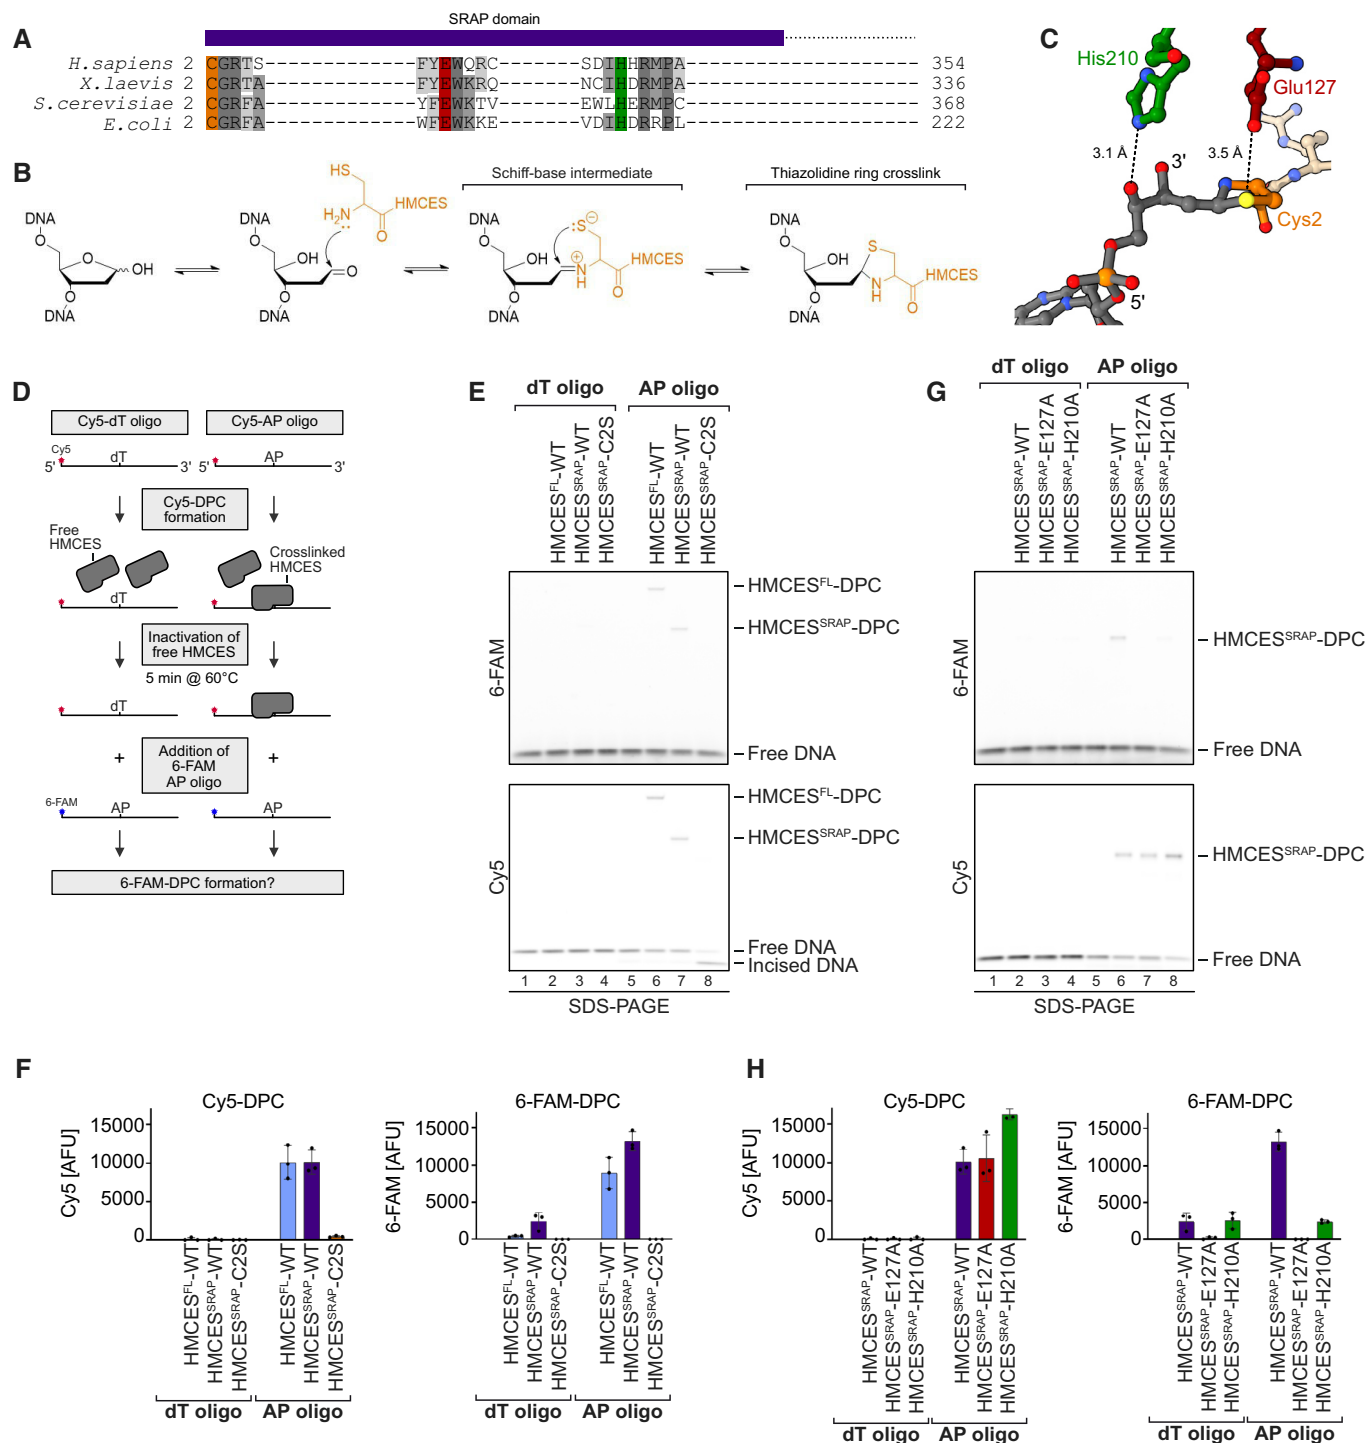 A
SRAP domain
H.sapiens 2 CGRTS FYEWQRC SDIHHRMPA 354
X.laevis 2 CGRTA FYEWKRQ NCIHDRMPA 336
S.cerevisiae 2 CGRFA YFEWKTV EWLHERMPC 368
E.coli 2 CGRFA WFEWKKE VDIHDRRPL 222
B
Schiff-base intermediate
Thiazolidine ring crosslink
DNA
O
O
OH
O
DNA
DNA
O
OH
O
O
DNA
HS
H2N
HMCES
O
DNA
O
OH
O
DNA
S
N
H
HMCES
O
DNA
O
OH
O
DNA
S
N
H
HMCES
O
C
His210
Glu127
3.1 Å
3.5 Å
3'
Cys2
5'
D
Cy5-dT oligo
Cy5-AP oligo
Cy5
5' dT 3'
5' AP 3'
Cy5-DPC
formation
Free
HMCES
Crosslinked
HMCES
dT
Inactivation of
free HMCES
5 min @ 60°C
dT
+
Addition of
6-FAM
AP oligo
+
6-FAM
AP
AP
6-FAM-DPC formation?
E
dT oligo
AP oligo
HMCESFL-WT
HMCESSRAP-WT
HMCESSRAP-C2S
HMCESFL-WT
HMCESSRAP-WT
HMCESSRAP-C2S
6-FAM
HMCESFL-DPC
HMCESSRAP-DPC
Free DNA
Cy5
HMCESFL-DPC
HMCESSRAP-DPC
Free DNA
Incised DNA
1 2 3 4 5 6 7 8
SDS-PAGE
G
dT oligo
AP oligo
HMCESSRAP-WT
HMCESSRAP-E127A
HMCESSRAP-H210A
HMCESSRAP-WT
HMCESSRAP-E127A
HMCESSRAP-H210A
6-FAM
HMCESSRAP-DPC
Free DNA
Cy5
HMCESSRAP-DPC
Free DNA
1 2 3 4 5 6 7 8
SDS-PAGE
F
Cy5-DPC
Cy5 [AFU]
15000
10000
5000
0
HMCESFL-WT
HMCESSRAP-WT
HMCESSRAP-C2S
HMCESFL-WT
HMCESSRAP-WT
HMCESSRAP-C2S
dT oligo
AP oligo
6-FAM-DPC
6-FAM [AFU]
15000
10000
5000
0
HMCESFL-WT
HMCESSRAP-WT
HMCESSRAP-C2S
HMCESFL-WT
HMCESSRAP-WT
HMCESSRAP-C2S
dT oligo
AP oligo
H
Cy5-DPC
Cy5 [AFU]
15000
10000
5000
0
HMCESSRAP-WT
HMCESSRAP-E127A
HMCESSRAP-H210A
HMCESSRAP-WT
HMCESSRAP-E127A
HMCESSRAP-H210A
dT oligo
AP oligo
6-FAM-DPC
6-FAM [AFU]
15000
10000
5000
0
HMCESSRAP-WT
HMCESSRAP-E127A
HMCESSRAP-H210A
HMCESSRAP-WT
HMCESSRAP-E127A
HMCESSRAP-H210A
dT oligo
AP oligo